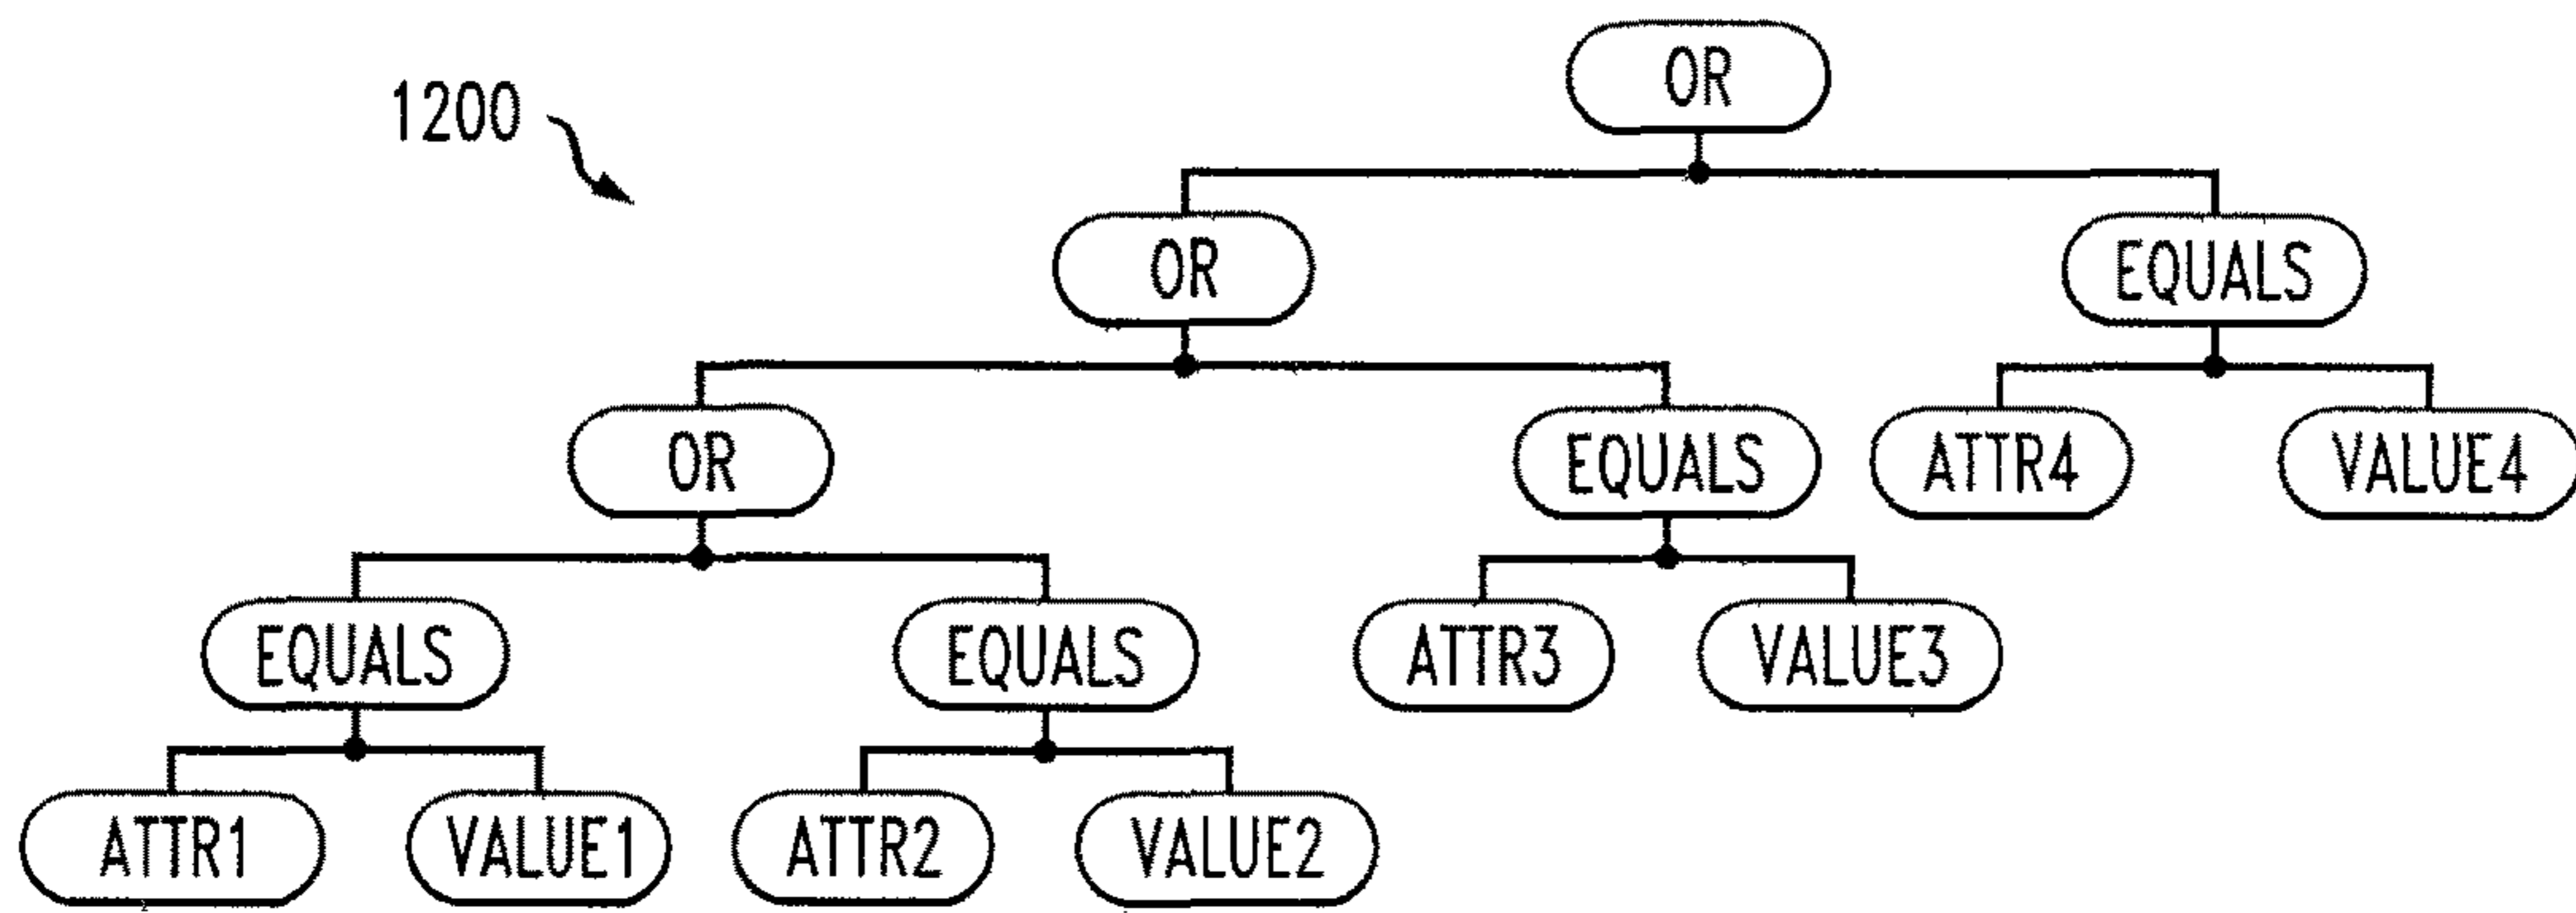 OR
1200
OR
EQUALS
OR
EQUALS
ATTR4
VALUE4
EQUALS
EQUALS
ATTR3
VALUE3
ATTR1
VALUE1
ATTR2
VALUE2